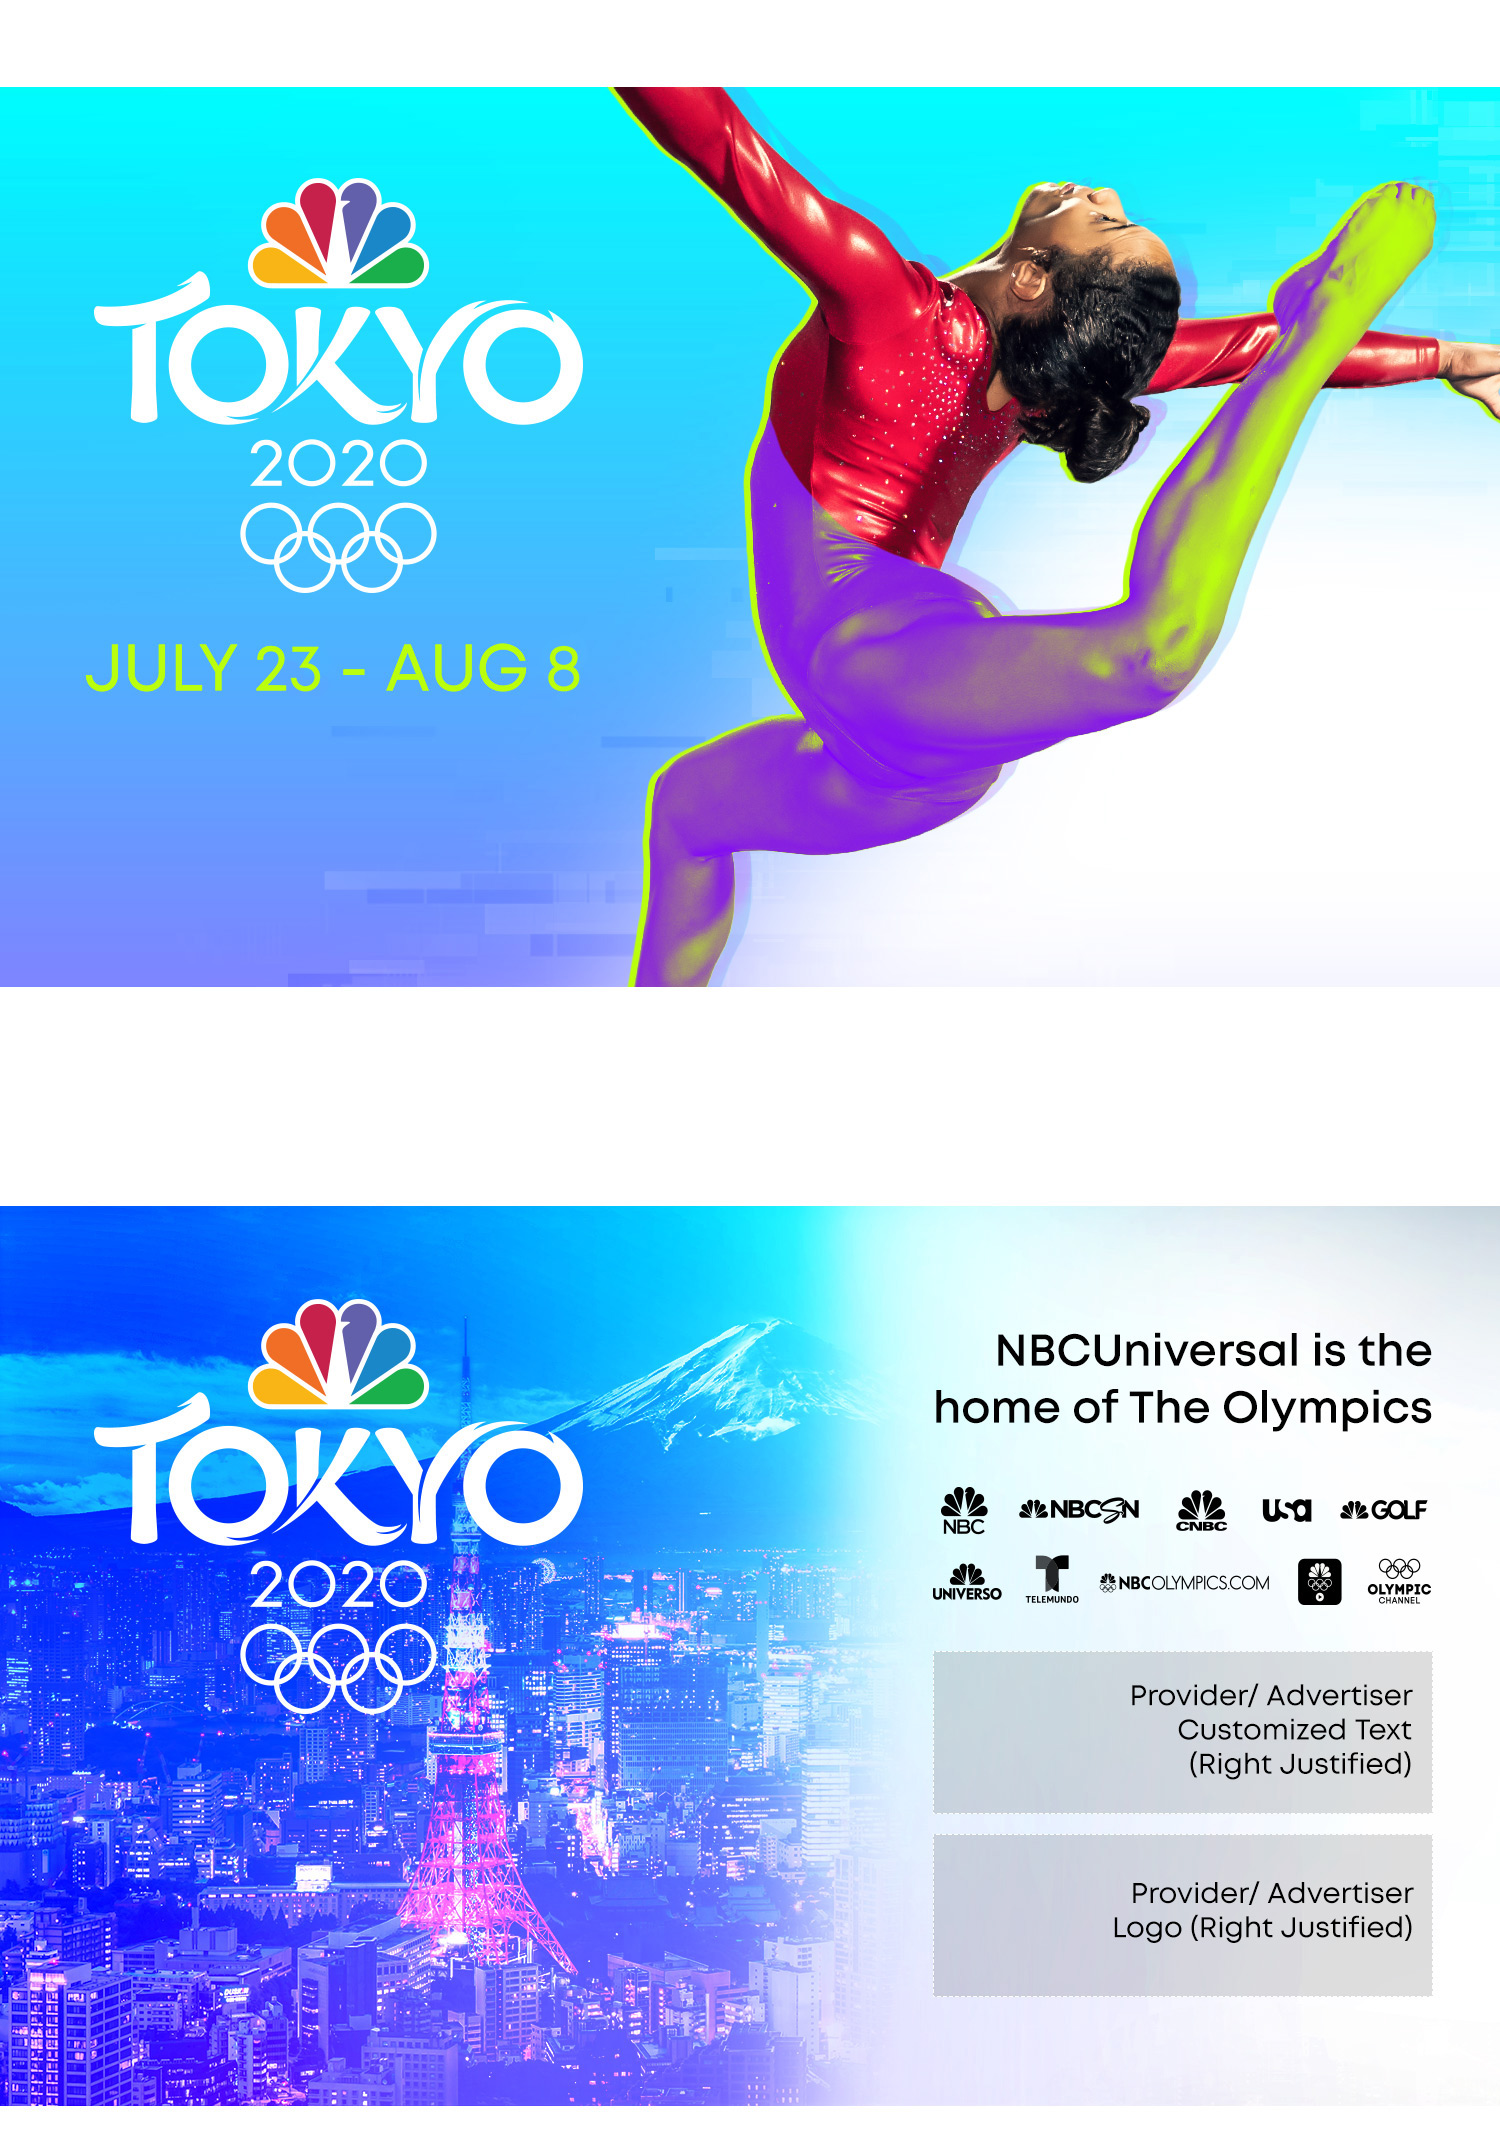 TOKYO
2020
JULY 23 - AUG 8
TOKYO
2020
NBCUniversal is the
home of The Olympics
NBC NBCSN CNBC USA GOLF
UNIVERSO TELEMUNDO NBCOLYMPICS.COM OLYMPIC CHANNEL
Provider/ Advertiser
Customized Text
(Right Justified)
Provider/ Advertiser
Logo (Right Justified)